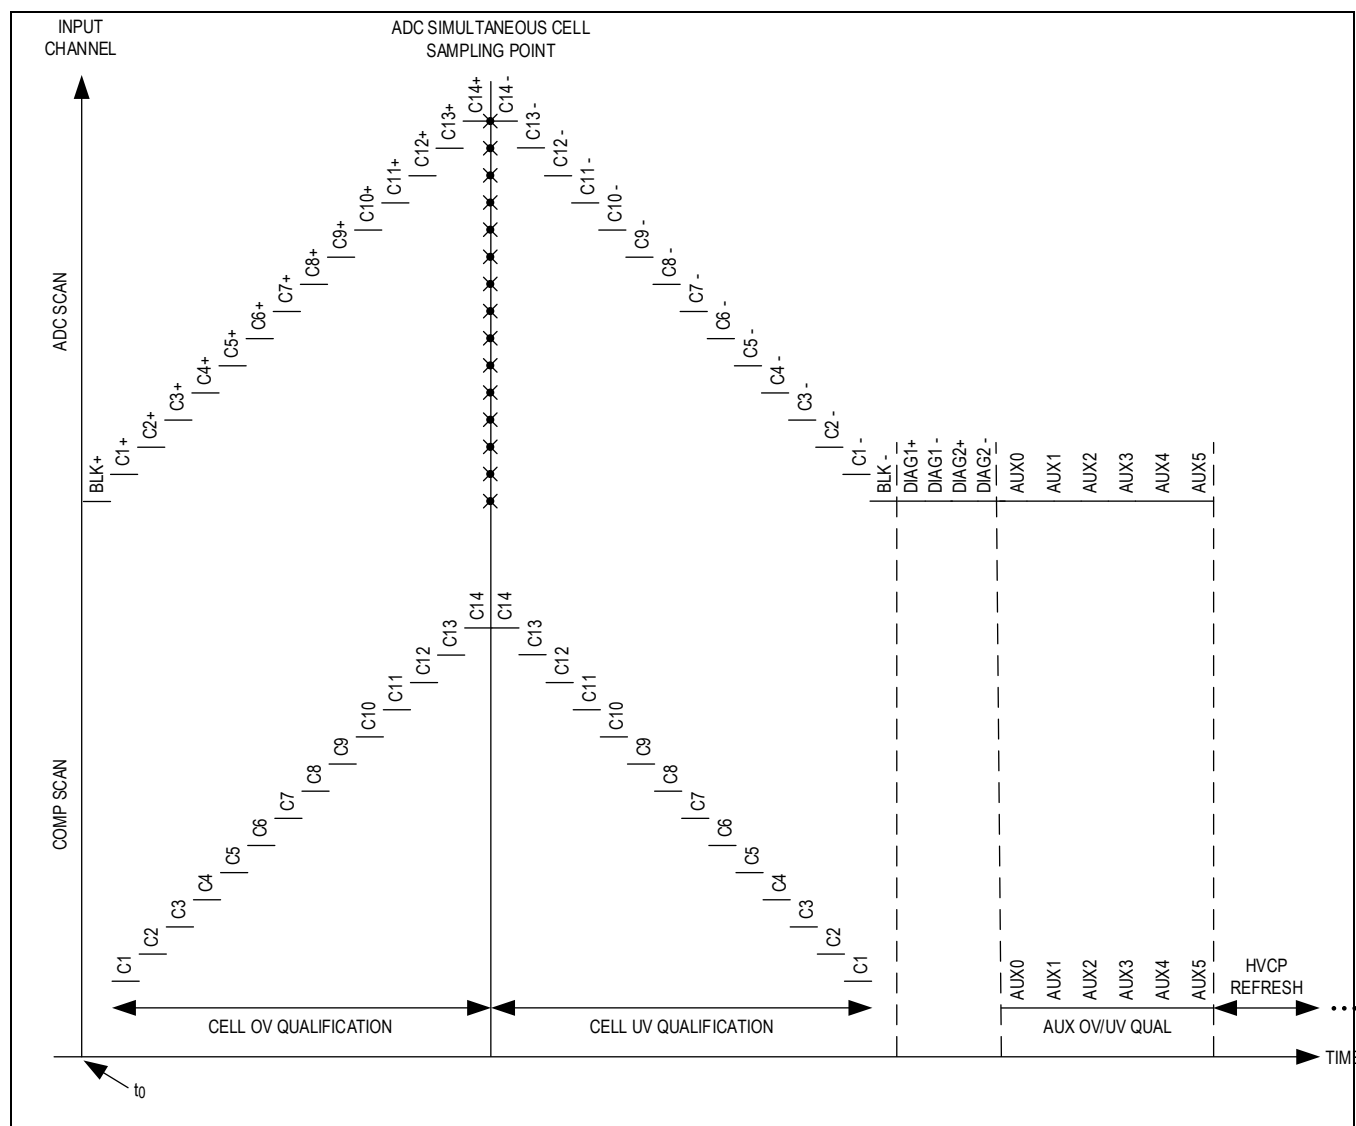 INPUT
CHANNEL
ADC SIMULTANEOUS CELL
SAMPLING POINT
ADC SCAN
BLK+
C1+
C2+
C3+
C4+
C5+
C6+
C7+
C8+
C9+
C10+
C11+
C12+
C13+
C14+
C14-
C13-
C12-
C11-
C10-
C9-
C8-
C7-
C6-
C5-
C4-
C3-
C2-
C1-
BLK-
DIAG1+
DIAG1-
DIAG2+
DIAG2-
AUX0
AUX1
AUX2
AUX3
AUX4
AUX5
COMP SCAN
C1
C2
C3
C4
C5
C6
C7
C8
C9
C10
C11
C12
C13
C14
C14
C13
C12
C11
C10
C9
C8
C7
C6
C5
C4
C3
C2
C1
AUX0
AUX1
AUX2
AUX3
AUX4
AUX5
HVCP
REFRESH
CELL OV QUALIFICATION
CELL UV QUALIFICATION
AUX OV/UV QUAL
TIME
t0